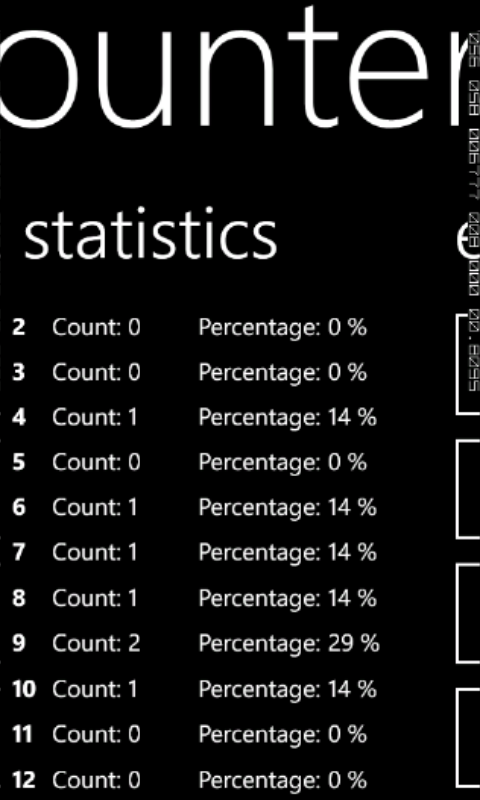 ounter
statistics
2 Count: 0 Percentage: 0 %
3 Count: 0 Percentage: 0 %
4 Count: 1 Percentage: 14 %
5 Count: 0 Percentage: 0 %
6 Count: 1 Percentage: 14 %
7 Count: 1 Percentage: 14 %
8 Count: 1 Percentage: 14 %
9 Count: 2 Percentage: 29 %
10 Count: 1 Percentage: 14 %
11 Count: 0 Percentage: 0 %
12 Count: 0 Percentage: 0 %